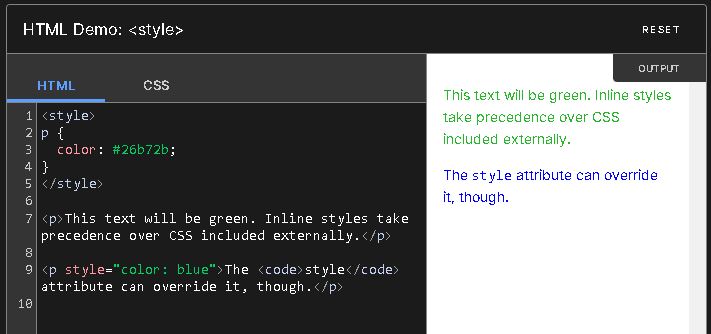 HTML Demo: <style>
RESET
HTML
CSS
OUTPUT
1 <style>
2 p {
3   color: #26b72b;
4 }
5 </style>
6
7 <p>This text will be green. Inline styles take
precedence over CSS included externally.</p>
8
9 <p style="color: blue">The <code>style</code>
attribute can override it, though.</p>
10
This text will be green. Inline styles
take precedence over CSS
included externally.
The style attribute can override
it, though.